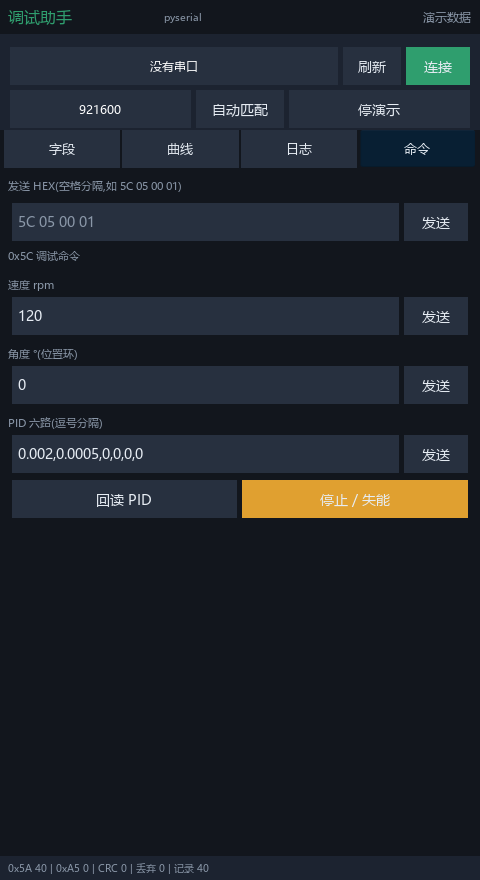 调试助手 pyserial 演示数据
没有串口 刷新 连接
921600 自动匹配 停演示
字段 曲线 日志 命令
发送 HEX(空格分隔,如 5C 05 00 01)
5C 05 00 01 发送
0x5C 调试命令
速度 rpm
120 发送
角度 °(位置环)
0 发送
PID 六路(逗号分隔)
0.002,0.0005,0,0,0,0 发送
回读 PID 停止 / 失能
0x5A 40 | 0xA5 0 | CRC 0 | 丢弃 0 | 记录 40